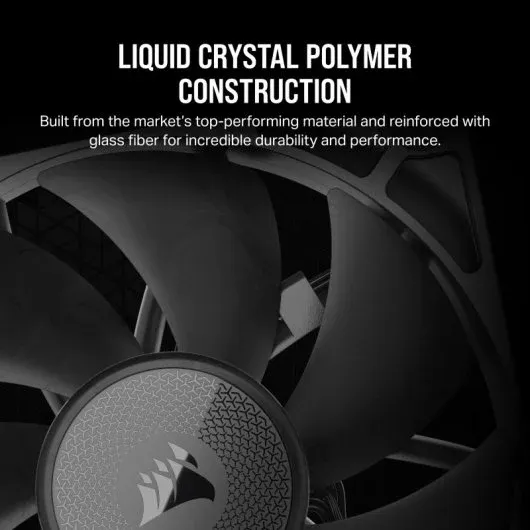 LIQUID CRYSTAL POLYMER
CONSTRUCTION
Built from the market's top-performing material and reinforced with
glass fiber for incredible durability and performance.